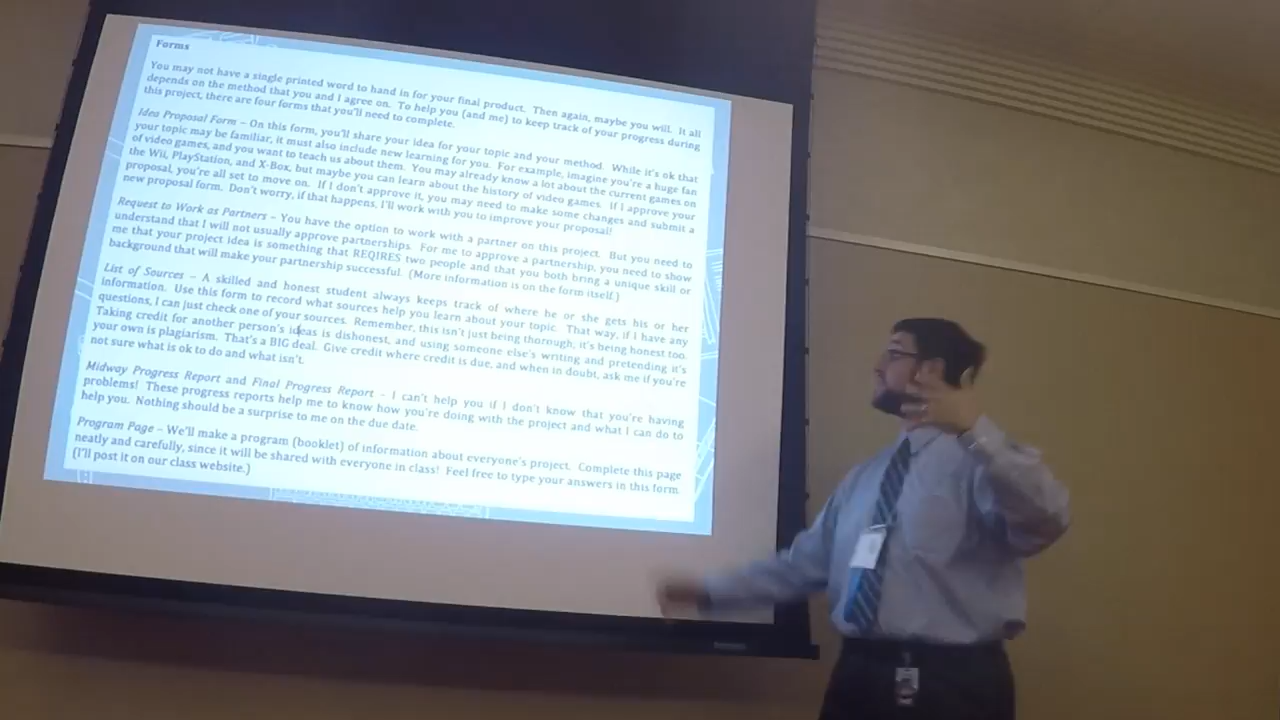 Forms
You may not have a single printed word to hand in for your final product. Then again, maybe you will. It all
depends on the method that you and I agree on. To help you (and me) to keep track of your progress during
this project, there are four forms that you'll need to complete.
Idea Proposal Form – On this form, you'll share your idea for your topic and your method. While it's ok that
your topic may be familiar, it must also include new learning for you. For example, imagine you're a huge fan
of video games, and you want to teach us about them. You may already know a lot about the current games on
the Wii, PlayStation, and X-Box, but maybe you can learn about the history of video games. If I approve your
proposal, you're all set to move on. If I don't approve it, you may need to make some changes and submit a
new proposal form. Don't worry, if that happens, I'll work with you to improve your proposal!
Request to Work as Partners – You have the option to work with a partner on this project. But you need to
understand that I will not usually approve partnerships. For me to approve a partnership, you need to show
me that your project idea is something that REQIRES two people and that you both bring a unique skill or
background that will make your partnership successful. (More information is on the form itself.)
List of Sources – A skilled and honest student always keeps track of where he or she gets his or her
information. Use this form to record what sources help you learn about your topic. That way, if I have any
questions, I can just check one of your sources. Remember, this isn't just being thorough, it's being honest too.
Taking credit for another person's ideas is dishonest, and using someone else's writing and pretending it's
your own is plagiarism. That's a BIG deal. Give credit where credit is due, and when in doubt, ask me if you're
not sure what is ok to do and what isn't.
Midway Progress Report and Final Progress Report – I can't help you if I don't know that you're having
problems! These progress reports help me to know how you're doing with the project and what I can do to
help you. Nothing should be a surprise to me on the due date.
Program Page – We'll make a program (booklet) of information about everyone's project. Complete this page
neatly and carefully, since it will be shared with everyone in class! Feel free to type your answers in this form.
(I'll post it on our class website.)